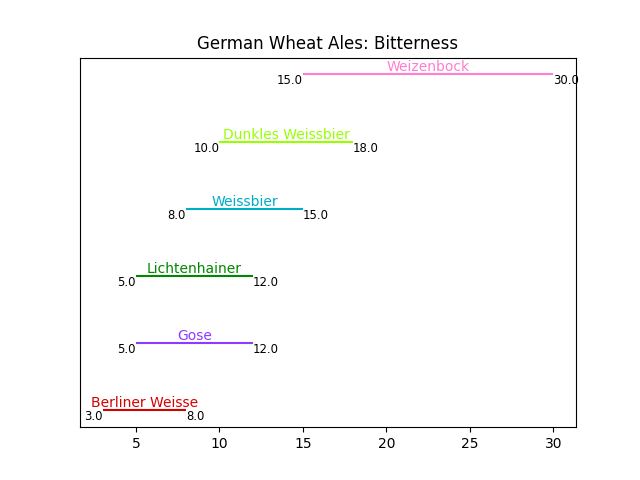 German Wheat Ales: Bitterness
Weizenbock
15.0 30.0
Dunkles Weissbier
10.0 18.0
Weissbier
8.0 15.0
Lichtenhainer
5.0 12.0
Gose
5.0 12.0
Berliner Weisse
3.0 8.0
5 10 15 20 25 30